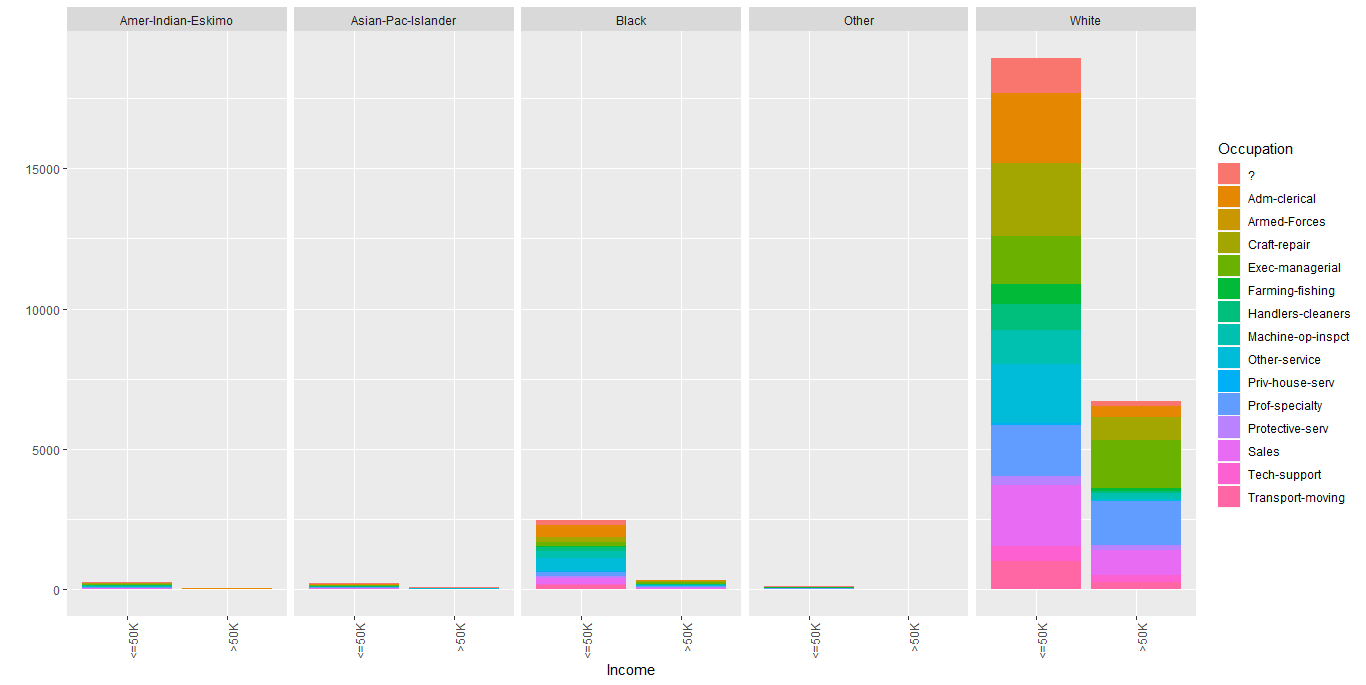 Amer-Indian-Eskimo
Asian-Pac-Islander
Black
Other
White
15000
10000
5000
0
<=50K
>50K
<=50K
>50K
<=50K
>50K
<=50K
>50K
<=50K
>50K
Income
Occupation
?
Adm-clerical
Armed-Forces
Craft-repair
Exec-managerial
Farming-fishing
Handlers-cleaners
Machine-op-inspct
Other-service
Priv-house-serv
Prof-specialty
Protective-serv
Sales
Tech-support
Transport-moving